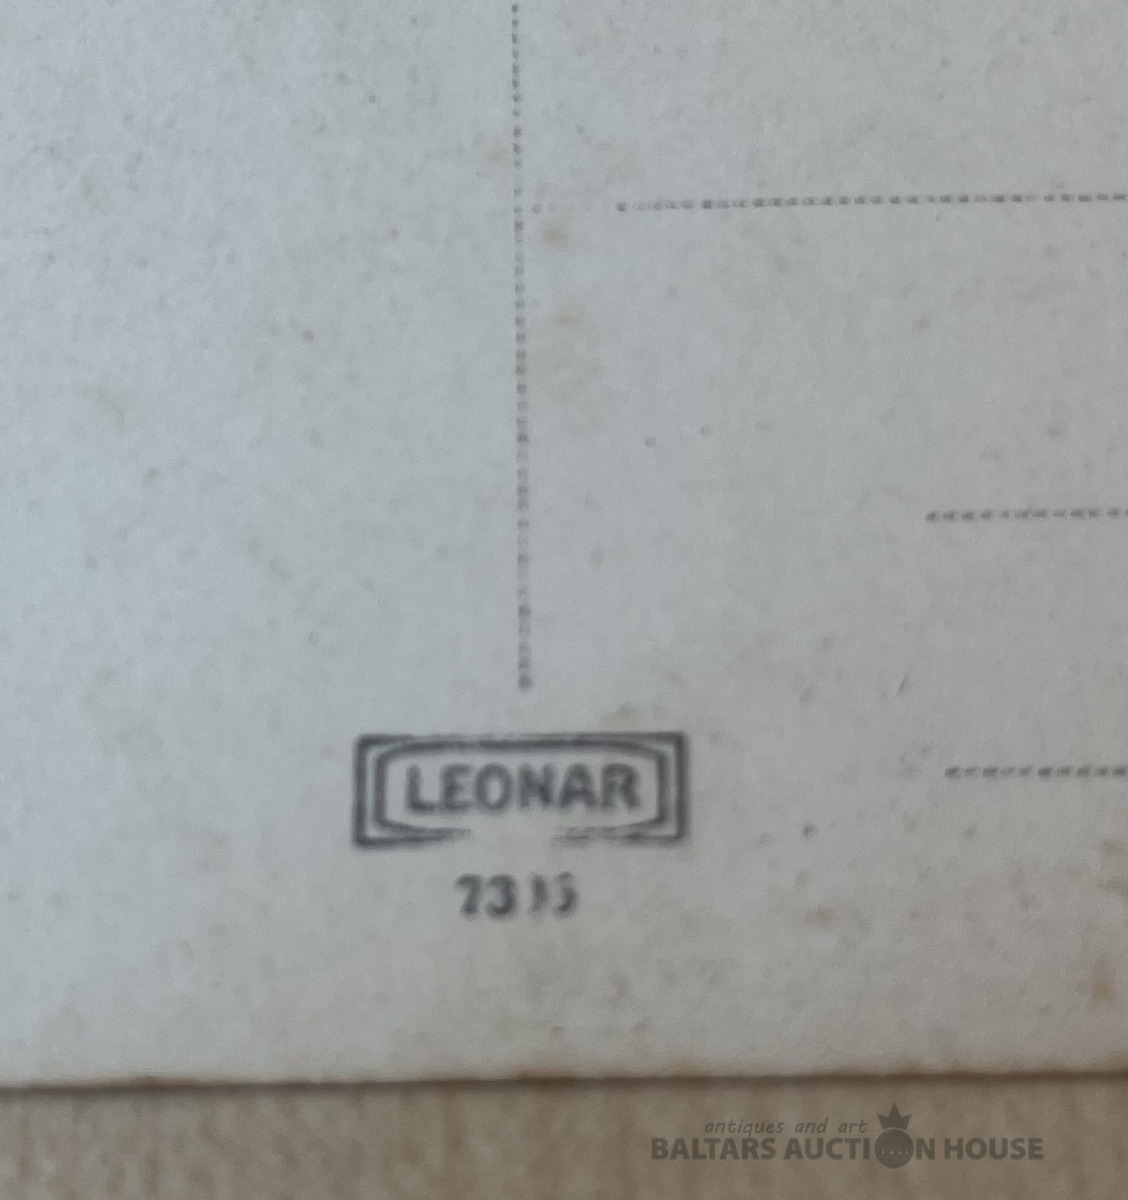 LEONAR
antiques and art
BALTARS AUCTION HOUSE